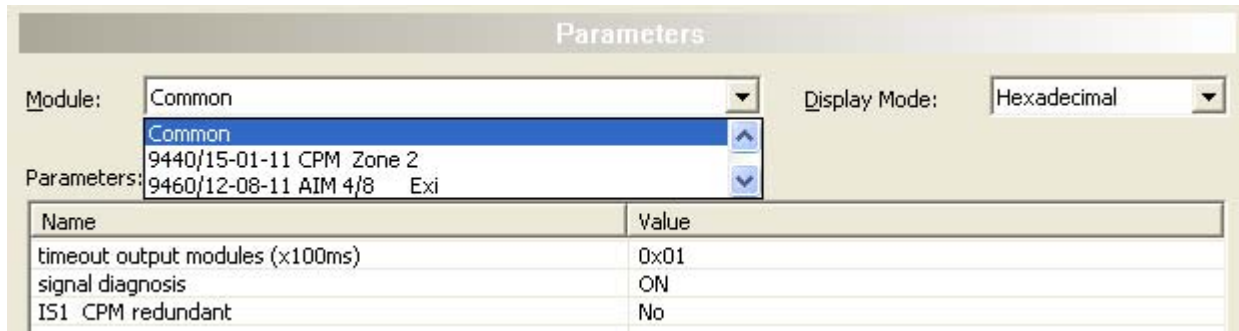 Parameters
Module: Common Display Mode: Hexadecimal
Common
9440/15-01-11 CPM Zone 2
Parameters: 9460/12-08-11 AIM 4/8 Exi
Name Value
timeout output modules (x100ms) 0x01
signal diagnosis ON
IS1 CPM redundant No